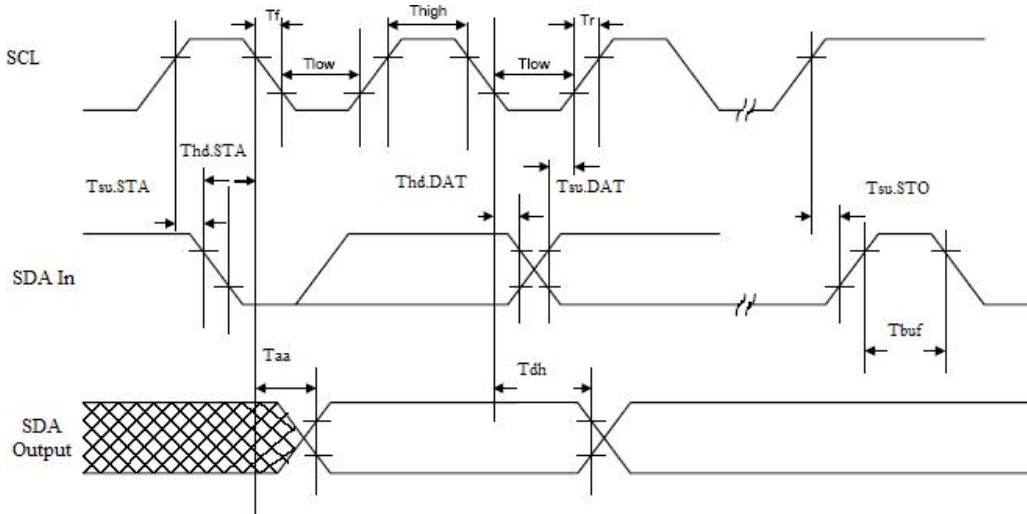 Tf
Thigh
Tr
SCL
Tlow
Tlow
Thd.STA
Tsu.STA
Thd.DAT
Tsu.DAT
Tsu.STO
SDA In
Tbuf
Taa
Tdh
SDA
Output